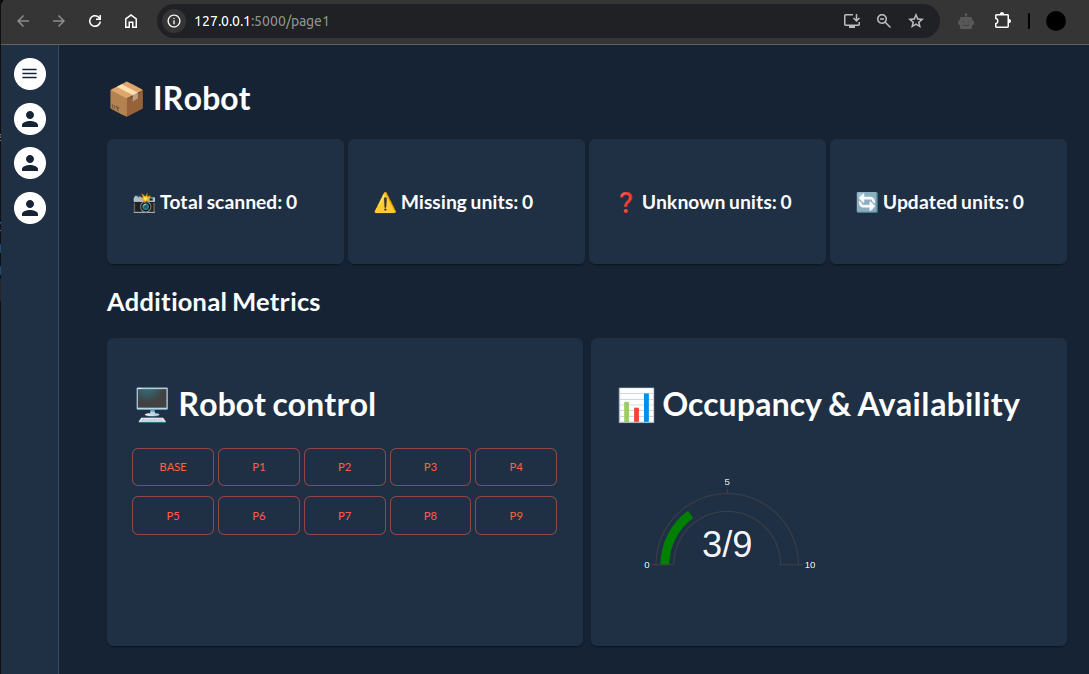 127.0.0.1:5000/page1
📦 IRobot
📸 Total scanned: 0
⚠️ Missing units: 0
❓ Unknown units: 0
🔄 Updated units: 0
Additional Metrics
🖥️ Robot control
BASE P1 P2 P3 P4
P5 P6 P7 P8 P9
📊 Occupancy & Availability
5
3/9
0 10